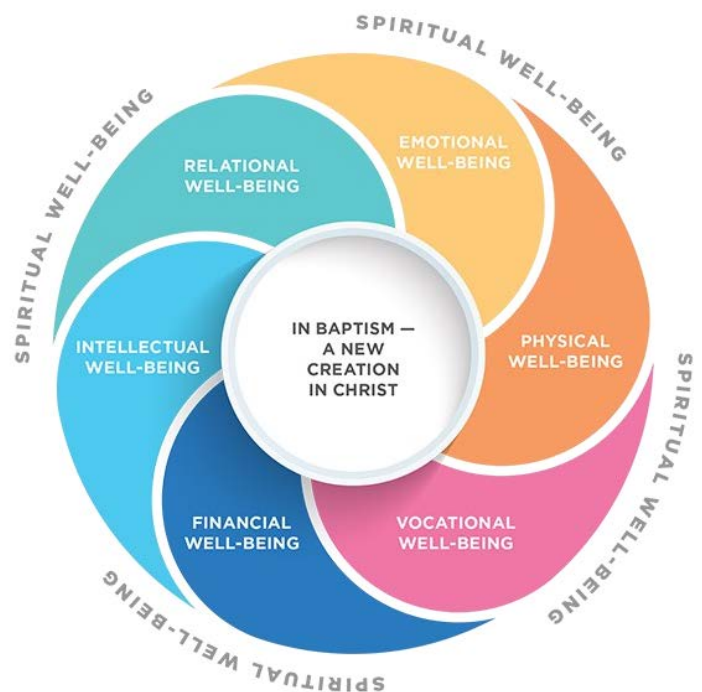 SPIRITUAL WELL-BEING
SPIRITUAL WELL-BEING
EMOTIONAL
WELL-BEING
RELATIONAL
WELL-BEING
IN BAPTISM —
A NEW
CREATION
IN CHRIST
INTELLECTUAL
WELL-BEING
PHYSICAL
WELL-BEING
FINANCIAL
WELL-BEING
VOCATIONAL
WELL-BEING
SPIRITUAL WELL-BEING
SPIRITUAL WELL-BEING